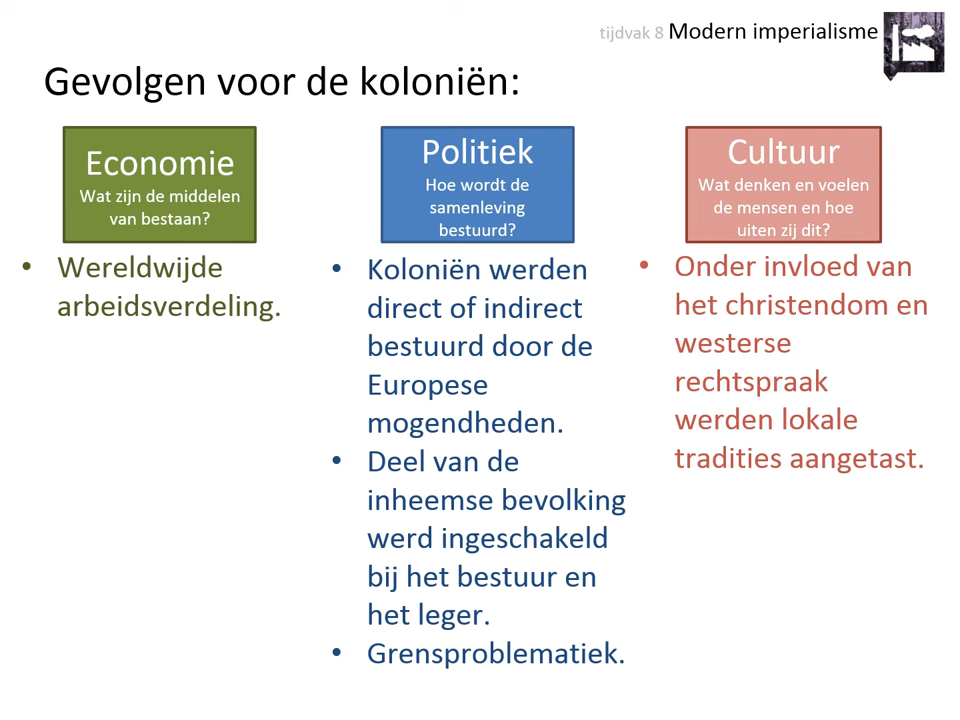 tijdvak 8 Modern imperialisme
Gevolgen voor de koloniën:
Economie
Wat zijn de middelen
van bestaan?
• Wereldwijde
arbeidsverdeling.
Politiek
Hoe wordt de
samenleving
bestuurd?
• Koloniën werden
direct of indirect
bestuurd door de
Europese
mogendheden.
• Deel van de
inheemse bevolking
werd ingeschakeld
bij het bestuur en
het leger.
• Grensproblematiek.
Cultuur
Wat denken en voelen
de mensen en hoe
uiten zij dit?
• Onder invloed van
het christendom en
westerse
rechtspraak
werden lokale
tradities aangetast.